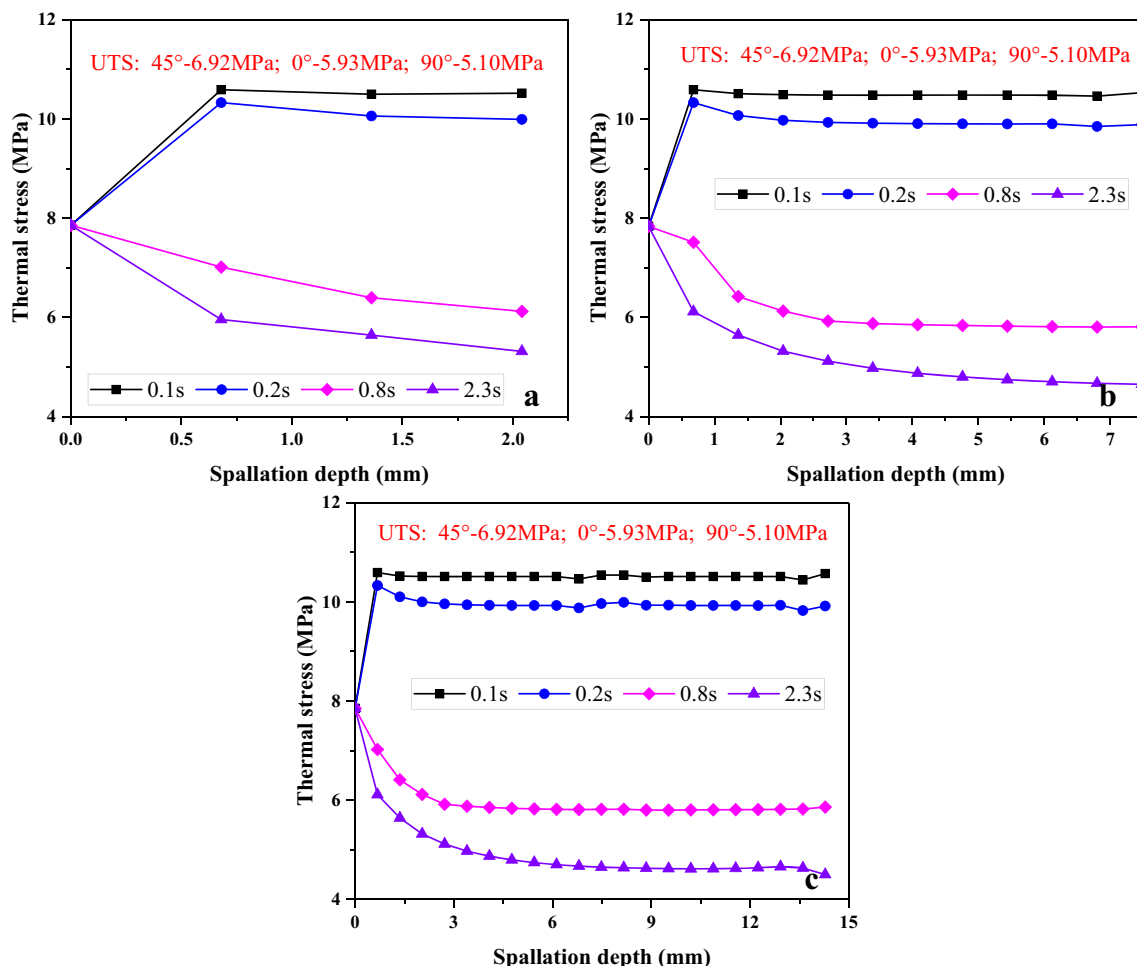 12
10
8
6
4
Thermal stress (MPa)
UTS: 45°-6.92MPa; 0°-5.93MPa; 90°-5.10MPa
0.1s 0.2s 0.8s 2.3s
a
0.0 0.5 1.0 1.5 2.0
Spallation depth (mm)
12
10
8
6
4
Thermal stress (MPa)
UTS: 45°-6.92MPa; 0°-5.93MPa; 90°-5.10MPa
0.1s 0.2s 0.8s 2.3s
b
0 1 2 3 4 5 6 7
Spallation depth (mm)
12
10
8
6
4
Thermal stress (MPa)
UTS: 45°-6.92MPa; 0°-5.93MPa; 90°-5.10MPa
0.1s 0.2s 0.8s 2.3s
c
0 3 6 9 12 15
Spallation depth (mm)